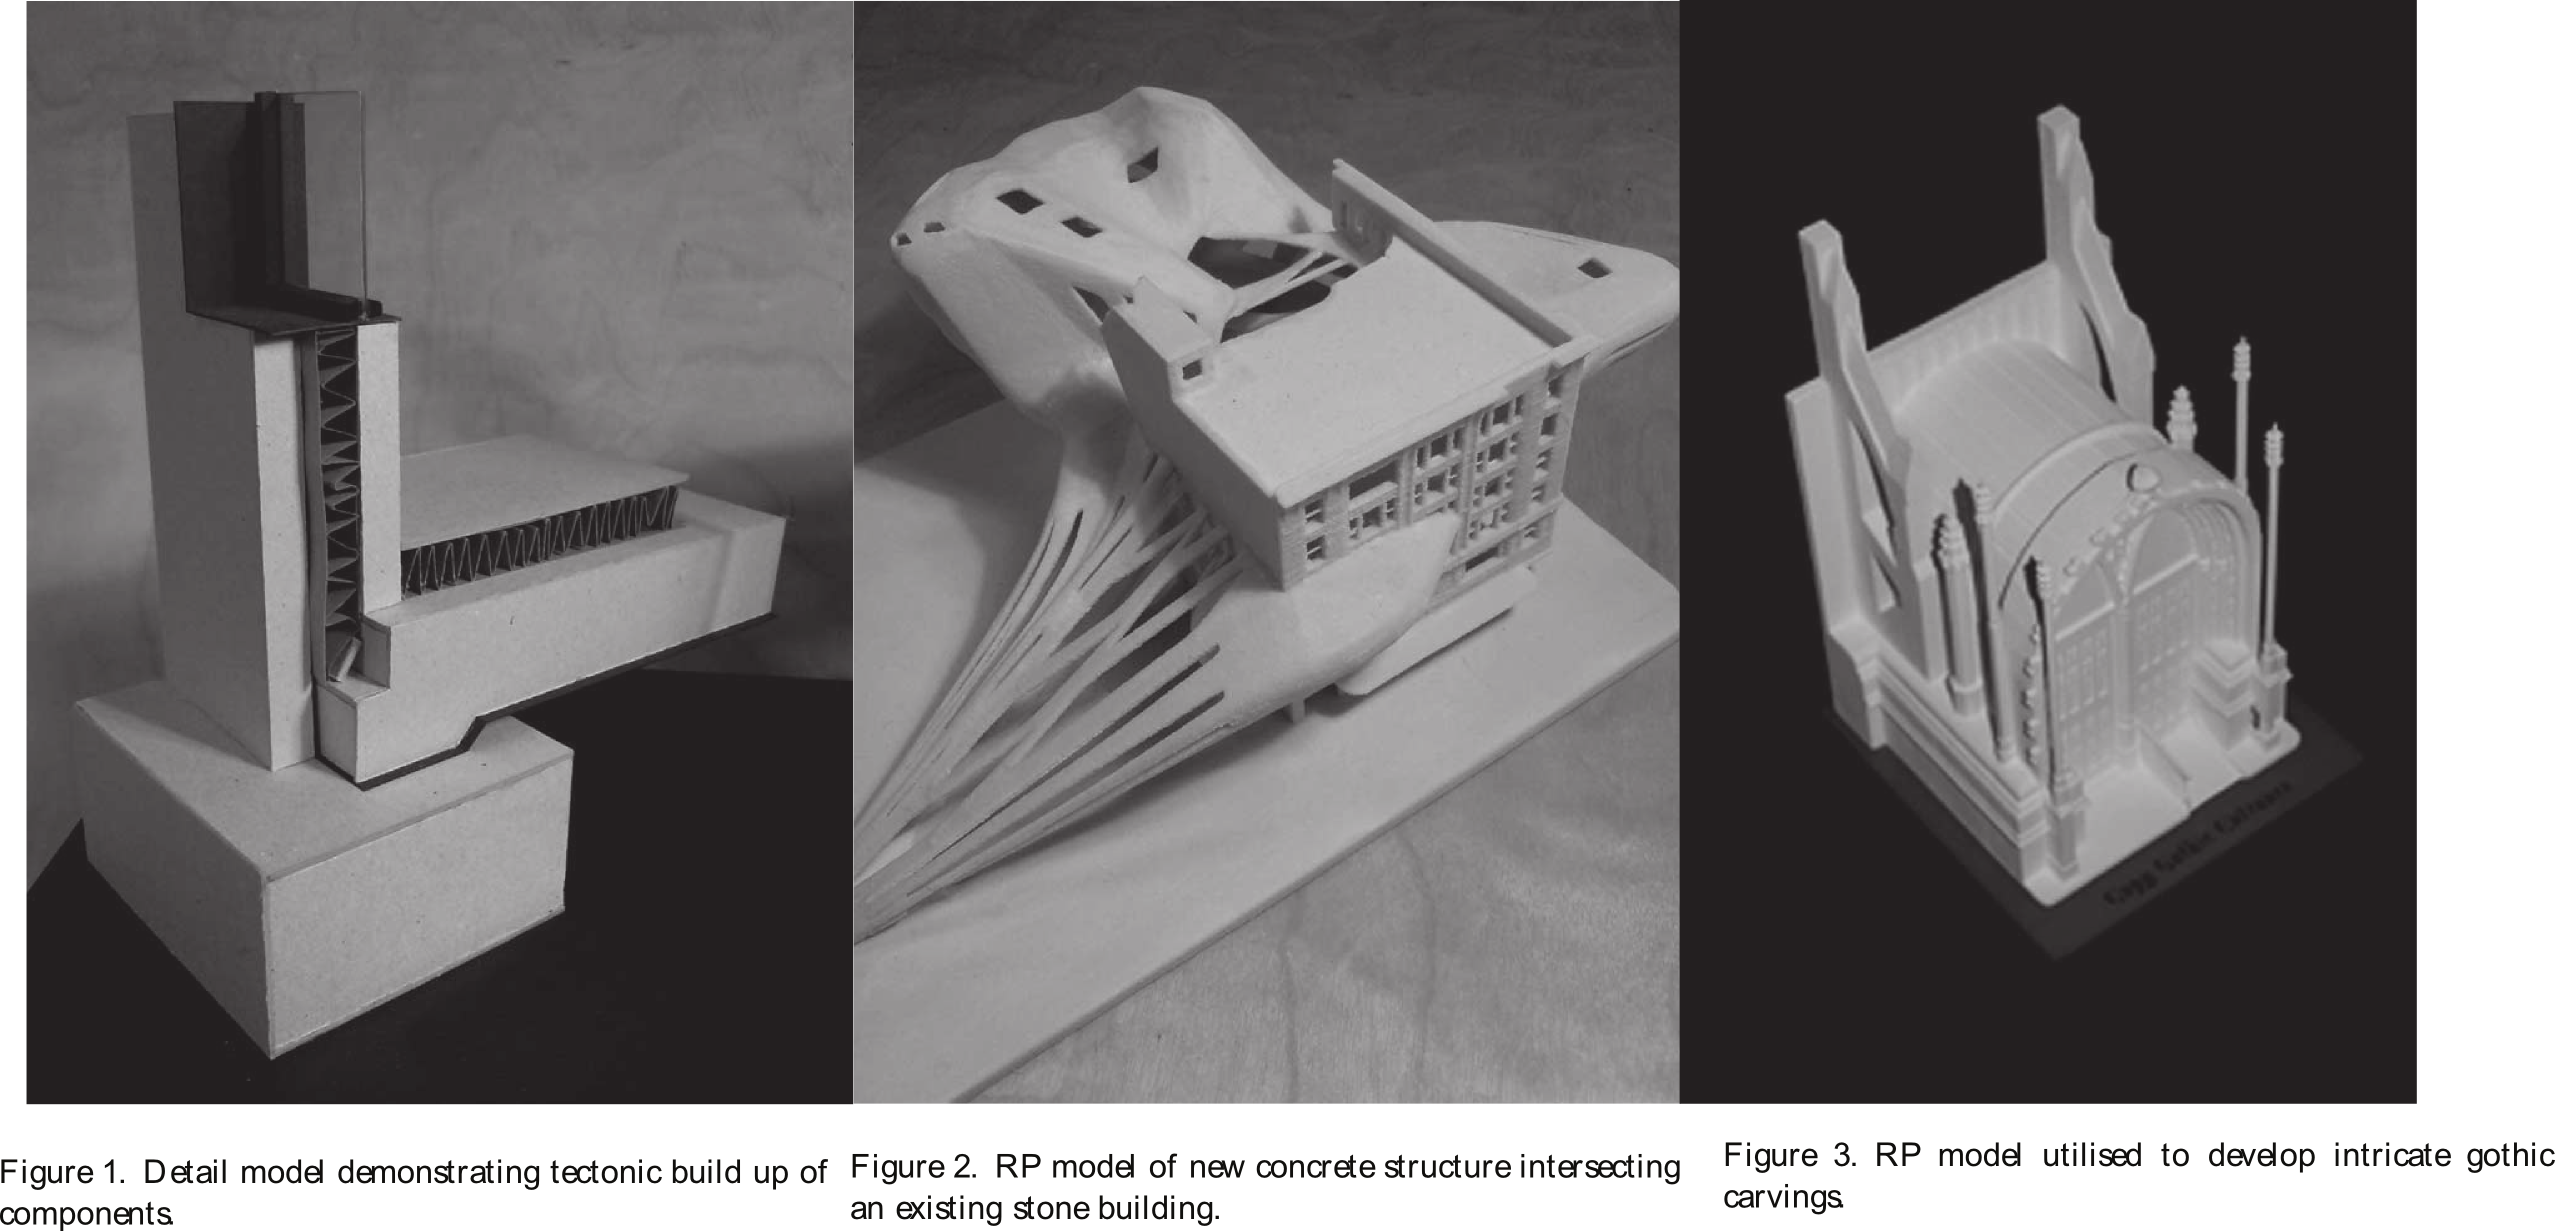 Figure 1. Detail model demonstrating tectonic build up of
components.
Figure 2. RP model of new concrete structure intersecting
an existing stone building.
Figure 3. RP model utilised to develop intricate gothic
carvings.